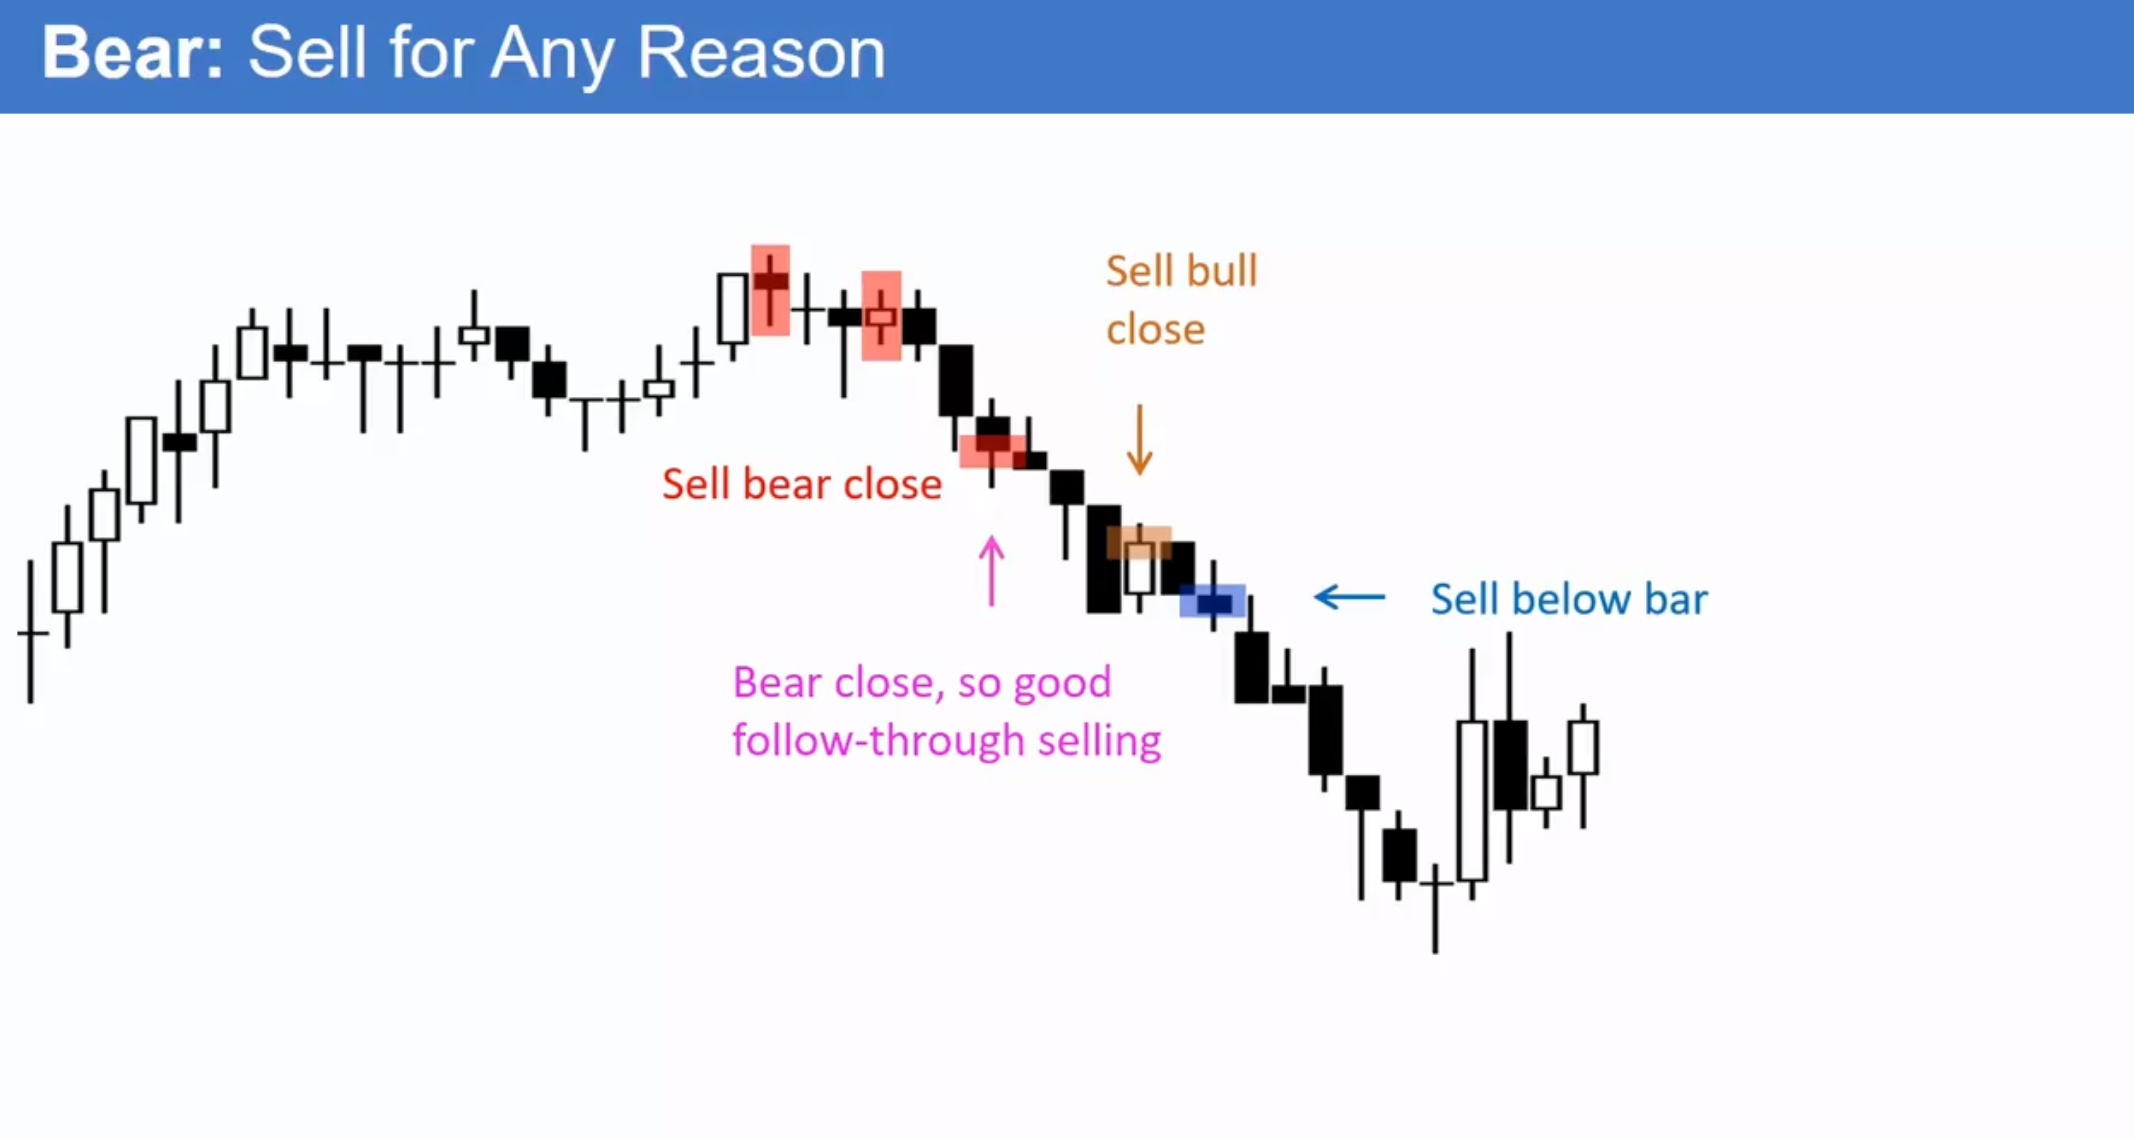 Bear: Sell for Any Reason
Sell bull
close
Sell bear close
Sell below bar
Bear close, so good
follow-through selling